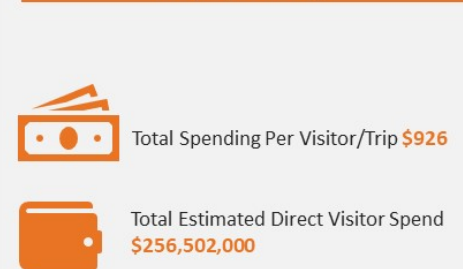 Total Spending Per Visitor/Trip $926
Total Estimated Direct Visitor Spend
$256,502,000